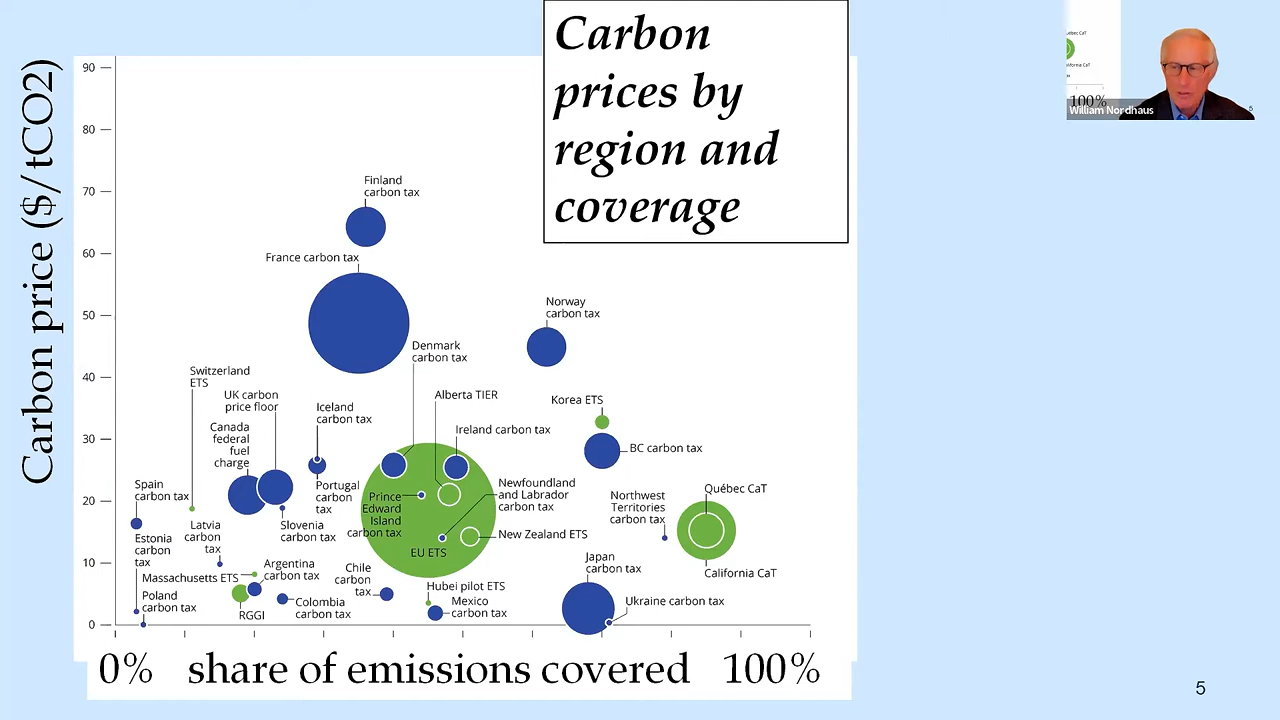 Carbon
prices by
region and
coverage
Carbon price ($/tCO2)
90
80
70
60
50
40
30
20
10
0
Finland
carbon tax
France carbon tax
Norway
carbon tax
Denmark
carbon tax
Switzerland
ETS
UK carbon
price floor
Iceland
carbon tax
Alberta TIER
Korea ETS
Canada
federal
fuel
charge
Ireland carbon tax
BC carbon tax
Spain
carbon tax
Portugal
carbon
tax
Prince
Edward
Island
carbon tax
Newfoundland
and Labrador
carbon tax
Northwest
Territories
carbon tax
Québec CaT
Estonia
carbon
tax
Latvia
carbon
tax
Slovenia
carbon tax
New Zealand ETS
EU ETS
Japan
carbon tax
California CaT
Massachusetts ETS
Argentina
carbon tax
Chile
carbon
tax
Hubei pilot ETS
Poland
carbon tax
RGGI
Colombia
carbon tax
Mexico
carbon tax
Ukraine carbon tax
0%
share of emissions covered
100%
5
100%
William Nordhaus
5